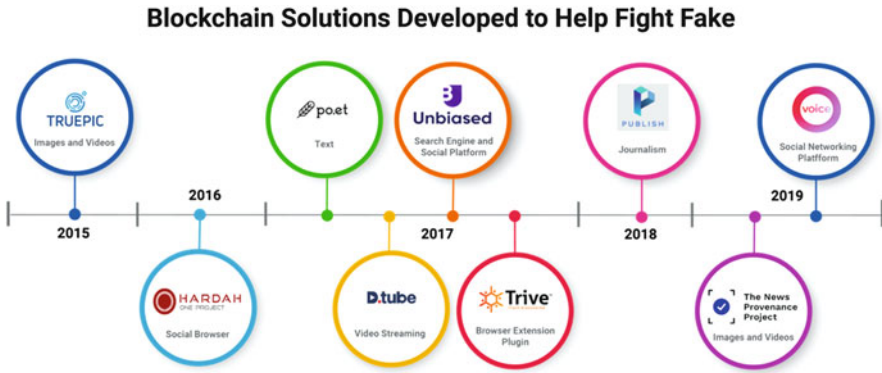 Blockchain Solutions Developed to Help Fight Fake
TRUEPIC
Images and Videos
po.et
Text
Unbiased
Search Engine and
Social Platform
PUBLISH
Journalism
voice
Social Networking
Platfform
2015
2016
2017
2018
2019
HARDAH
ONE PROJECT
Social Browser
D.tube
Video Streaming
Trive
Browser Extension
Plugin
The News
Provenance
Project
Images and Videos